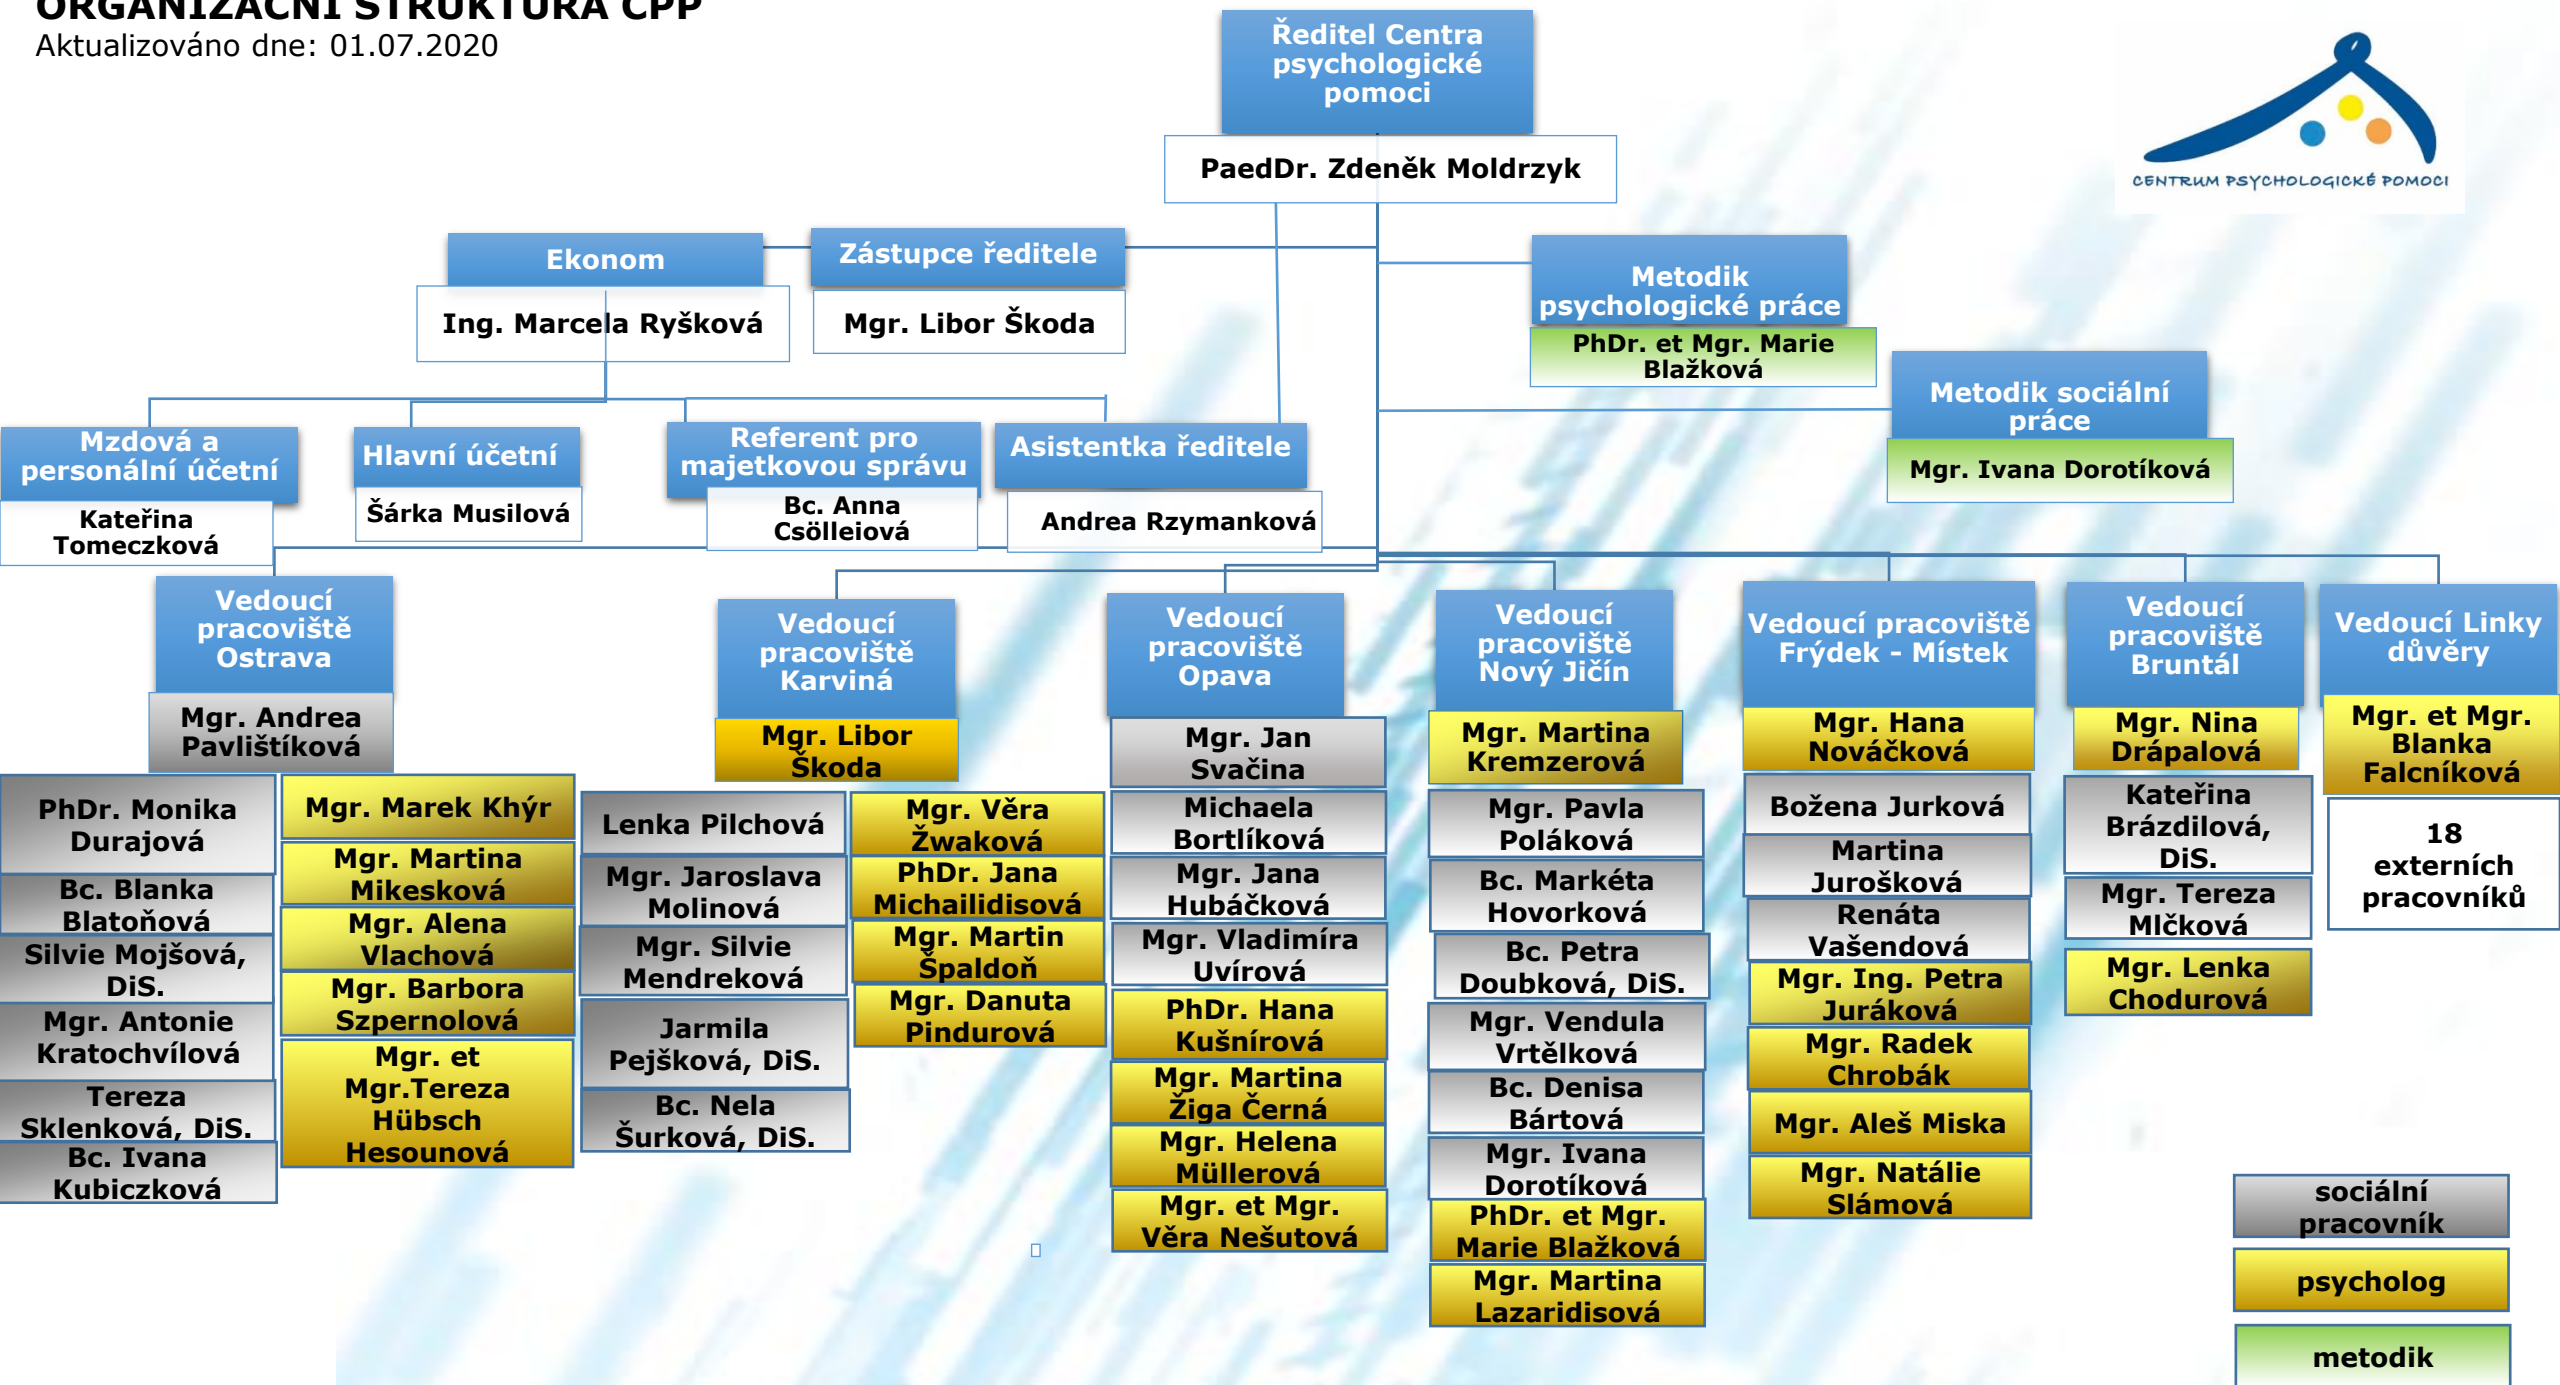 ORGANIZAČNÍ STRUKTURA CPP
Aktualizováno dne: 01.07.2020
Ředitel Centra
psychologické
pomoci
PaedDr. Zdeněk Moldrzyk
CENTRUM PSYCHOLOGICKÉ POMOCI
Ekonom
Ing. Marcela Ryšková
Zástupce ředitele
Mgr. Libor Škoda
Metodik
psychologické práce
PhDr. et Mgr. Marie
Blažková
Metodik sociální
práce
Mgr. Ivana Dorotíková
Mzdová a
personální účetní
Kateřina
Tomeczková
Hlavní účetní
Šárka Musilová
Referent pro
majetkovou správu
Bc. Anna
Csölleiová
Asistentka ředitele
Andrea Rzymanková
Vedoucí
pracoviště
Ostrava
Mgr. Andrea
Pavlištíková
PhDr. Monika
Durajová
Bc. Blanka
Blatoňová
Silvie Mojšová,
DiS.
Mgr. Antonie
Kratochvílová
Tereza
Sklenková, DiS.
Bc. Ivana
Kubiczková
Mgr. Marek Khýr
Mgr. Martina
Mikesková
Mgr. Alena
Vlachová
Mgr. Barbora
Szpernolová
Mgr. et
Mgr.Tereza
Hübsch
Hesounová
Vedoucí
pracoviště
Karviná
Mgr. Libor
Škoda
Lenka Pilchová
Mgr. Jaroslava
Molinová
Mgr. Silvie
Mendreková
Jarmila
Pejšková, DiS.
Bc. Nela
Šurková, DiS.
Mgr. Věra
Žwaková
PhDr. Jana
Michailidisová
Mgr. Martin
Špaldoň
Mgr. Danuta
Pindurová
Vedoucí
pracoviště
Opava
Mgr. Jan
Svačina
Michaela
Bortlíková
Mgr. Jana
Hubáčková
Mgr. Vladimíra
Uvírová
PhDr. Hana
Kušnírová
Mgr. Martina
Žiga Černá
Mgr. Helena
Müllerová
Mgr. et Mgr.
Věra Nešutová
Vedoucí
pracoviště
Nový Jičín
Mgr. Martina
Kremzerová
Mgr. Pavla
Poláková
Bc. Markéta
Hovorková
Bc. Petra
Doubková, DiS.
Mgr. Vendula
Vrtělková
Bc. Denisa
Bártová
Mgr. Ivana
Dorotíková
PhDr. et Mgr.
Marie Blažková
Mgr. Martina
Lazaridisová
Vedoucí pracoviště
Frýdek - Místek
Mgr. Hana
Nováčková
Božena Jurková
Martina
Jurošková
Renáta
Vašendová
Mgr. Ing. Petra
Juráková
Mgr. Radek
Chrobák
Mgr. Aleš Miska
Mgr. Natálie
Slámová
Vedoucí
pracoviště
Bruntál
Mgr. Nina
Drápalová
Kateřina
Brázdilová,
DiS.
Mgr. Tereza
Mlčková
Mgr. Lenka
Chodurová
Vedoucí Linky
důvěry
Mgr. et Mgr.
Blanka
Falcníková
18
externích
pracovníků
sociální
pracovník
psycholog
metodik